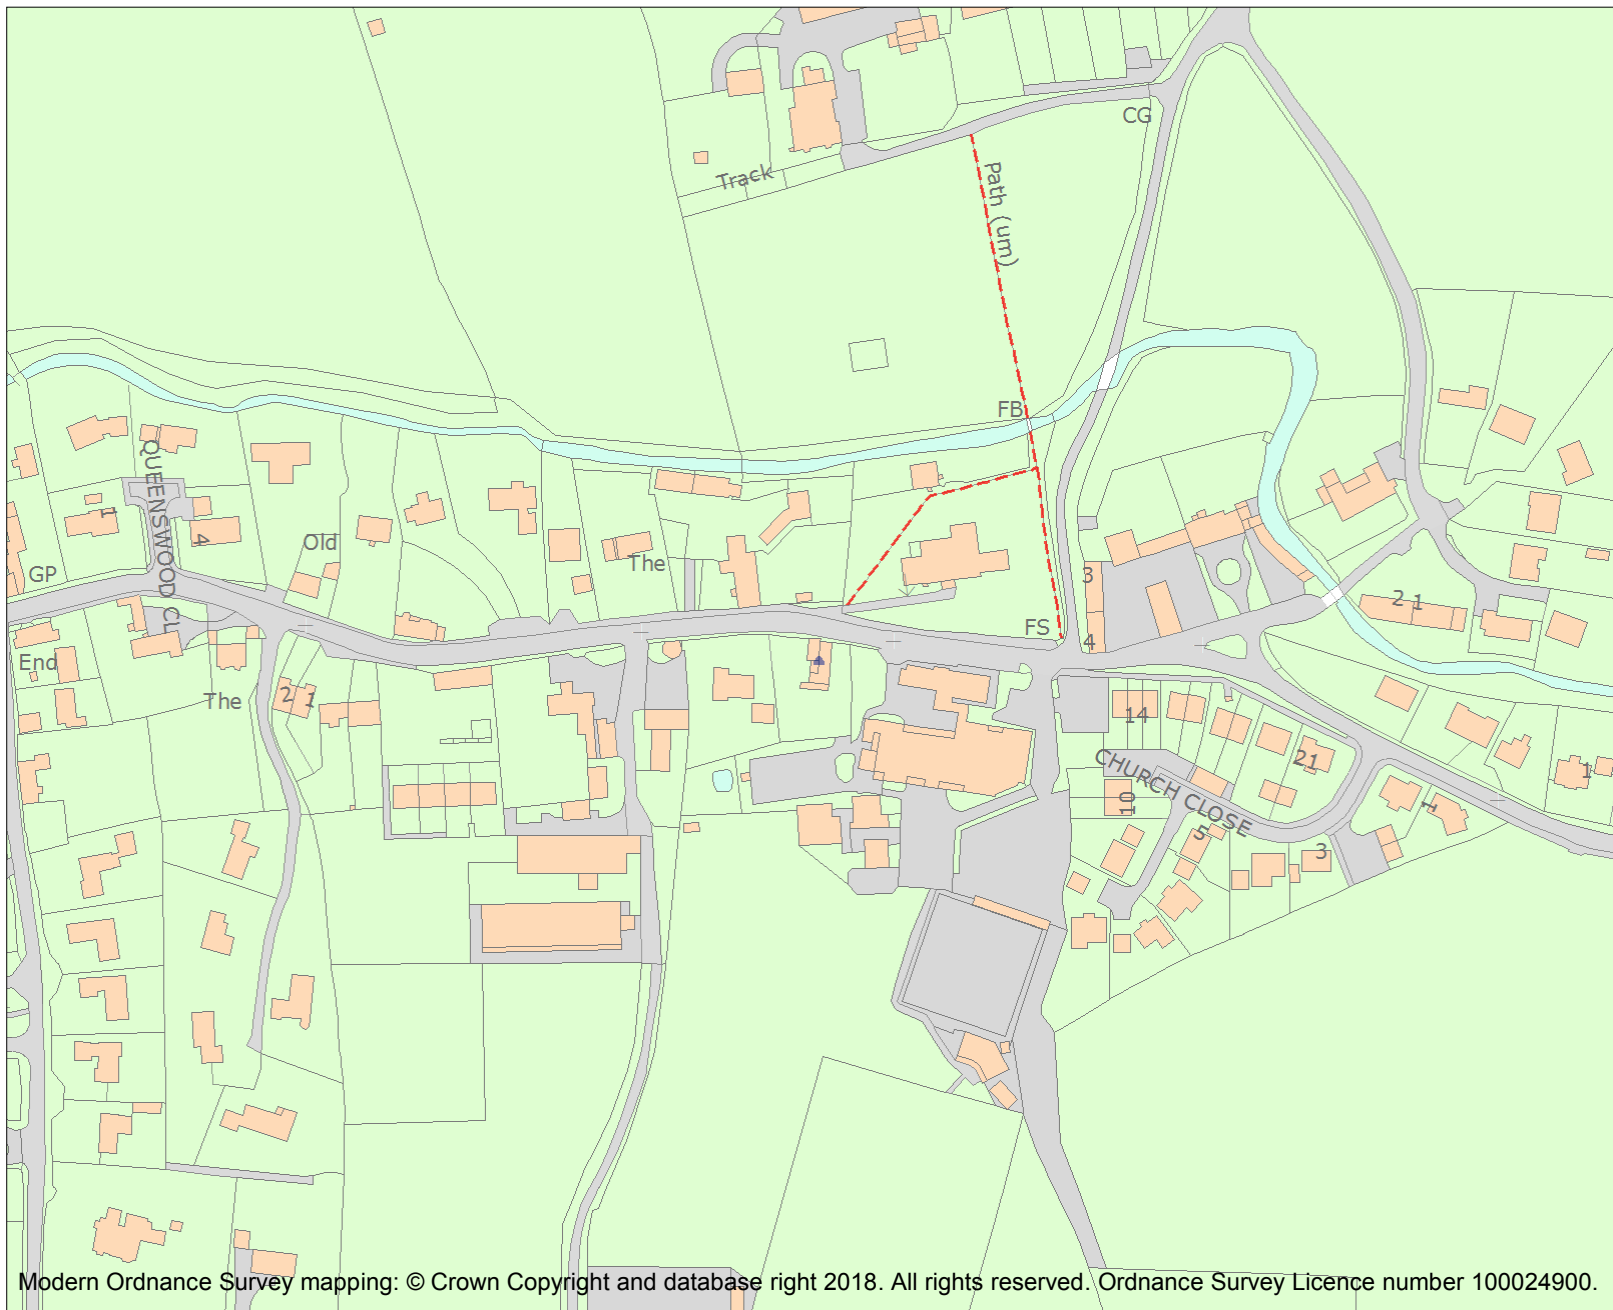 CG
Track
Path (um)
FB
QUEENSWOOD CL
1
4
Old
The
GP
3
2 1
FS
4
End
The
2 1
14
21
CHURCH CLOSE
10
1
1
5
3
Modern Ordnance Survey mapping: © Crown Copyright and database right 2018. All rights reserved. Ordnance Survey Licence number 100024900.